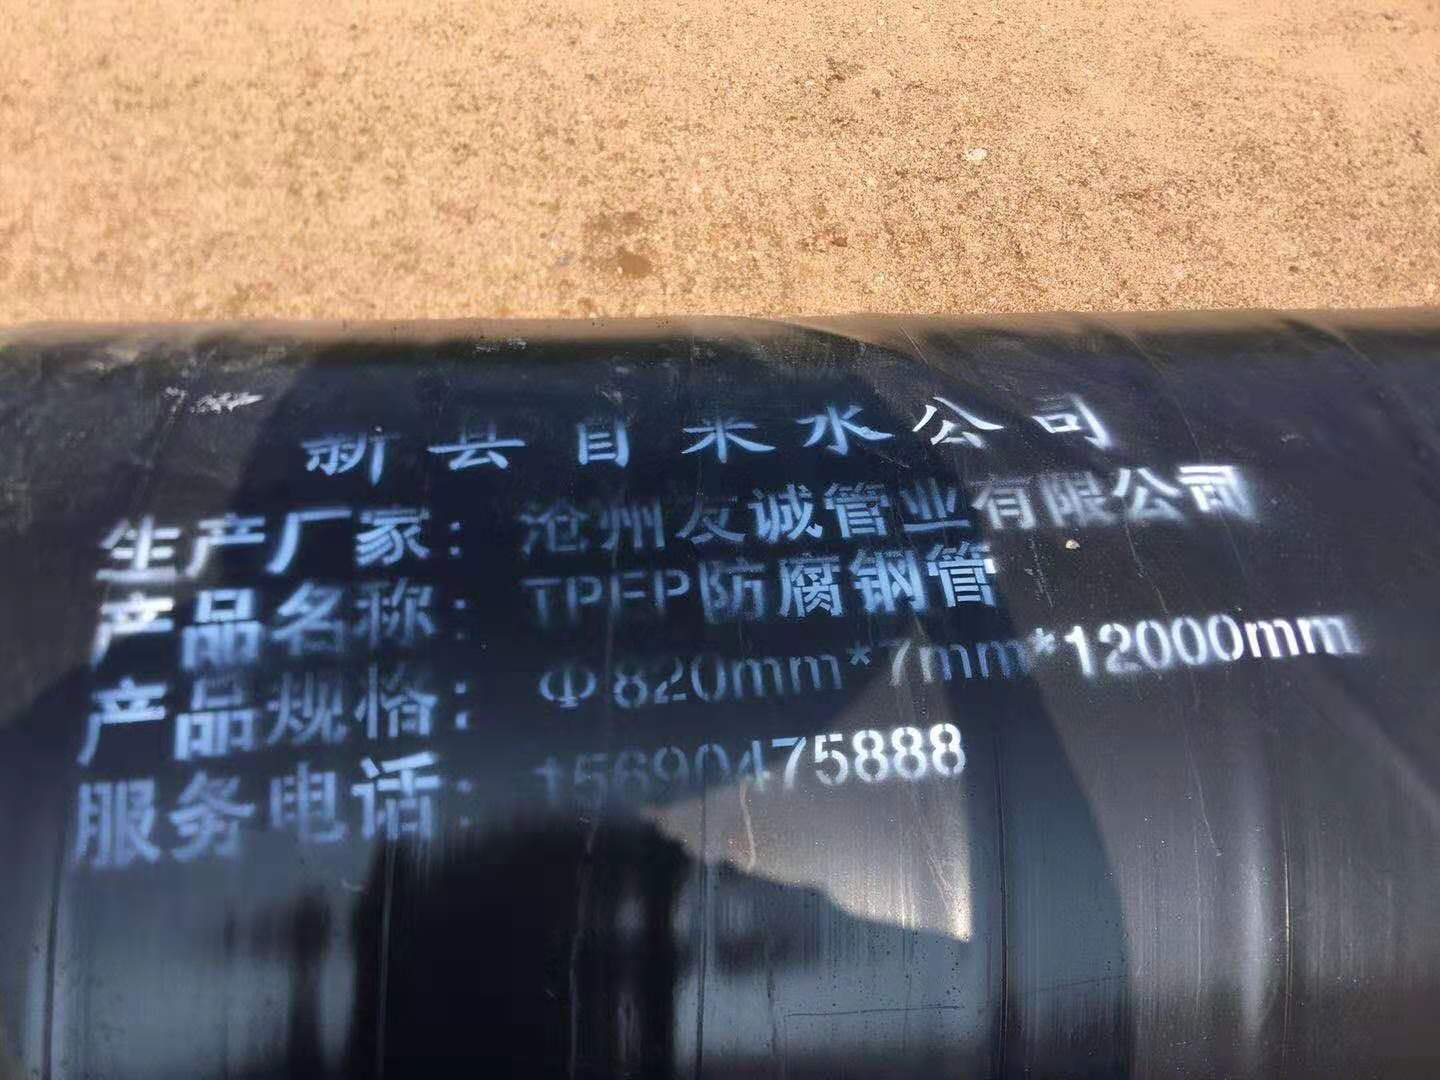 新县自来水公司
生产厂家：沧州友诚管业有限公司
产品名称：TPEP防腐钢管
产品规格：Φ820mm*7mm*12000mm
服务电话：15690475888